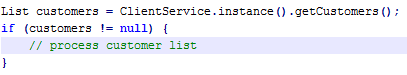 List customers = ClientService.instance().getCustomers();
if (customers != null) {
    // process customer list
}